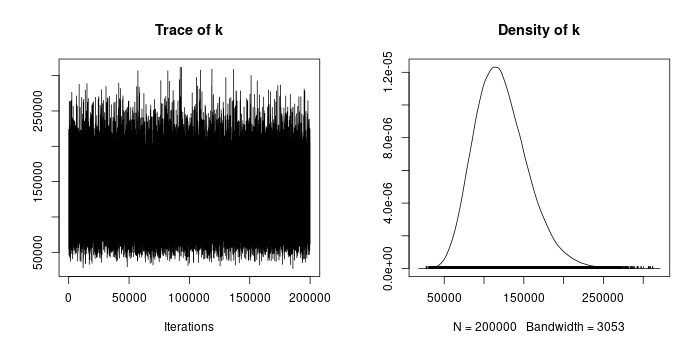 Trace of k
250000
150000
50000
0 50000 100000 150000 200000
Iterations
Density of k
1.2e-05
8.0e-06
4.0e-06
0.0e+00
50000 150000 250000
N = 200000 Bandwidth = 3053